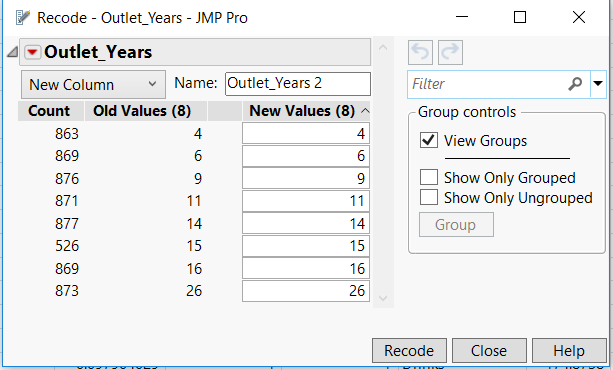 Recode - Outlet_Years - JMP Pro
Outlet_Years
New Column Name: Outlet_Years 2
Count Old Values (8) New Values (8)
863 4 4
869 6 6
876 9 9
871 11 11
877 14 14
526 15 15
869 16 16
873 26 26
Filter
Group controls
View Groups
Show Only Grouped
Show Only Ungrouped
Group
Recode Close Help